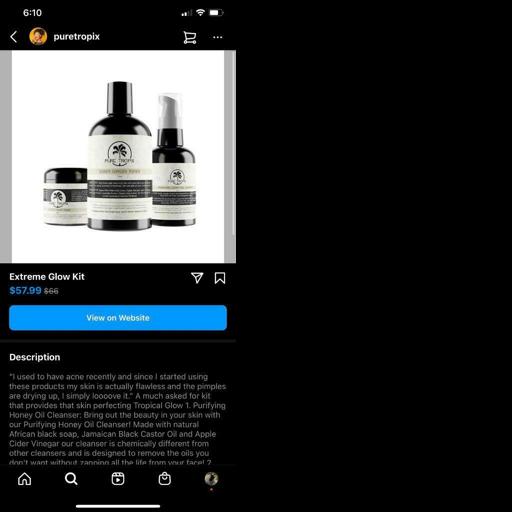 6:10
puretropix
PURE TROPIX
Extreme Glow Kit
$57.99 $66
View on Website
Description
"I used to have acne recently and since I started using
these products my skin is actually flawless and the pimples
are drying up, I simply loooove it." A much asked for kit
that provides that skin perfecting Tropical Glow 1. Purifying
Honey Oil Cleanser: Bring out the beauty in your skin with
our Purifying Honey Oil Cleanser! Made with natural
African black soap, Jamaican Black Castor Oil and Apple
Cider Vinegar our cleanser is chemically different from
other cleansers and is designed to remove the oils you
don't want without zapping all the life from your face! 2.